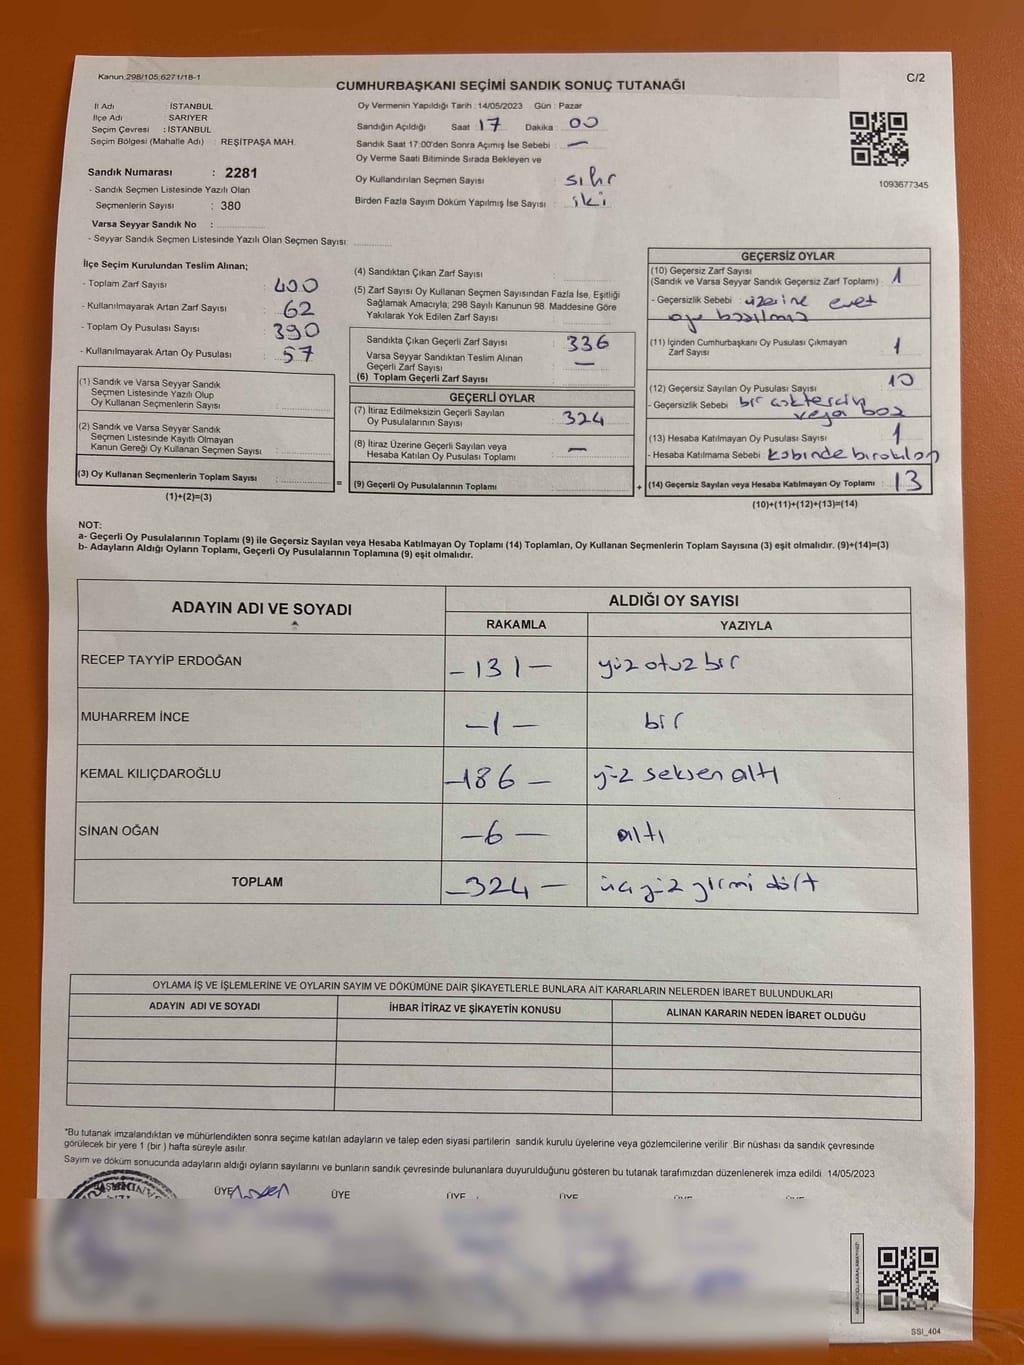 Kanun.298/105,6271/18-1
C/2
CUMHURBAŞKANI SEÇİMİ SANDIK SONUÇ TUTANAĞI
İl Adı : İSTANBUL
İlçe Adı : SARIYER
Seçim Çevresi : İSTANBUL
Seçim Bölgesi (Mahalle Adı) : REŞİTPAŞA MAH.
Sandık Numarası : 2281
- Sandık Seçmen Listesinde Yazılı Olan
Seçmenlerin Sayısı : 380
Varsa Seyyar Sandık No :
- Seyyar Sandık Seçmen Listesinde Yazılı Olan Seçmen Sayısı:
Oy Vermenin Yapıldığı Tarih : 14/05/2023 Gün : Pazar
Sandığın Açıldığı Saat 17 Dakika : 00
Sandık Saat 17:00'den Sonra Açımış İse Sebebi : —
Oy Verme Saati Bitiminde Sırada Bekleyen ve
Oy Kullandırılan Seçmen Sayısı : sıfır
Birden Fazla Sayım Döküm Yapılmış İse Sayısı : iki
1093677345
İlçe Seçim Kurulundan Teslim Alınan;
- Toplam Zarf Sayısı : 400
- Kullanılmayarak Artan Zarf Sayısı : 62
- Toplam Oy Pusulası Sayısı : 390
- Kullanılmayarak Artan Oy Pusulası : 57
(1) Sandık ve Varsa Seyyar Sandık
Seçmen Listesinde Yazılı Olup
Oy Kullanan Seçmenlerin Sayısı :
(2) Sandık ve Varsa Seyyar Sandık
Seçmen Listesinde Kayıtlı Olmayan
Kanun Gereği Oy Kullanan Seçmen Sayısı :
(3) Oy Kullanan Seçmenlerin Toplam Sayısı :
(1)+(2)=(3)
(4) Sandıktan Çıkan Zarf Sayısı :
(5) Zarf Sayısı Oy Kullanan Seçmen Sayısından Fazla İse, Eşitliği
Sağlamak Amacıyla; 298 Sayılı Kanunun 98. Maddesine Göre
Yakılarak Yok Edilen Zarf Sayısı :
Sandıkta Çıkan Geçerli Zarf Sayısı : 336
Varsa Seyyar Sandıktan Teslim Alınan
Geçerli Zarf Sayısı : —
(6) Toplam Geçerli Zarf Sayısı :
GEÇERLİ OYLAR
(7) İtiraz Edilmeksizin Geçerli Sayılan
Oy Pusulalarının Sayısı : 324
(8) İtiraz Üzerine Geçerli Sayılan veya
Hesaba Katılan Oy Pusulası Toplamı : —
(9) Geçerli Oy Pusulalarının Toplamı :
GEÇERSİZ OYLAR
(10) Geçersiz Zarf Sayısı
(Sandık ve Varsa Seyyar Sandık Geçersiz Zarf Toplamı) : 1
- Geçersizlik Sebebi : üzerine evet
oyu basılmış
(11) İçinden Cumhurbaşkanı Oy Pusulası Çıkmayan
Zarf Sayısı : 1
(12) Geçersiz Sayılan Oy Pusulası Sayısı : 10
- Geçersizlik Sebebi bir çoktercih
veya boş
(13) Hesaba Katılmayan Oy Pusulası Sayısı : 1
- Hesaba Katılmama Sebebi kabinde bırakılan
(14) Geçersiz Sayılan veya Hesaba Katılmayan Oy Toplamı : 13
(10)+(11)+(12)+(13)=(14)
NOT:
a- Geçerli Oy Pusulalarının Toplamı (9) ile Geçersiz Sayılan veya Hesaba Katılmayan Oy Toplamı (14) Toplamları, Oy Kullanan Seçmenlerin Toplam Sayısına (3) eşit olmalıdır. (9)+(14)=(3)
b- Adayların Aldığı Oyların Toplamı, Geçerli Oy Pusulalarının Toplamına (9) eşit olmalıdır.
ADAYIN ADI VE SOYADI ALDIĞI OY SAYISI
RAKAMLA YAZIYLA
RECEP TAYYİP ERDOĞAN –131– yüz otuz bir
MUHARREM İNCE –1– bir
KEMAL KILIÇDAROĞLU –186– yüz seksen altı
SİNAN OĞAN –6– altı
TOPLAM –324– üçyüz yirmi dört
OYLAMA İŞ VE İŞLEMLERİNE VE OYLARIN SAYIM VE DÖKÜMÜNE DAİR ŞİKAYETLERLE BUNLARA AİT KARARLARIN NELERDEN İBARET BULUNDUKLARI
ADAYIN ADI VE SOYADI İHBAR İTİRAZ VE ŞİKAYETİN KONUSU ALINAN KARARIN NEDEN İBARET OLDUĞU
*Bu tutanak imzalandıktan ve mühürlendikten sonra seçime katılan adayların ve talep eden siyasi partilerin sandık kurulu üyelerine veya gözlemcilerine verilir. Bir nüshası da sandık çevresinde
görülecek bir yere 1 (bir ) hafta süreyle asılır.
Sayım ve döküm sonucunda adayların aldığı oyların sayılarını ve bunların sandık çevresinde bulunanlara duyurulduğunu gösteren bu tutanak tarafımızdan düzenlenerek imza edildi. 14/05/2023
ÜYE ÜYE ÜYE ÜYE
SSI_404